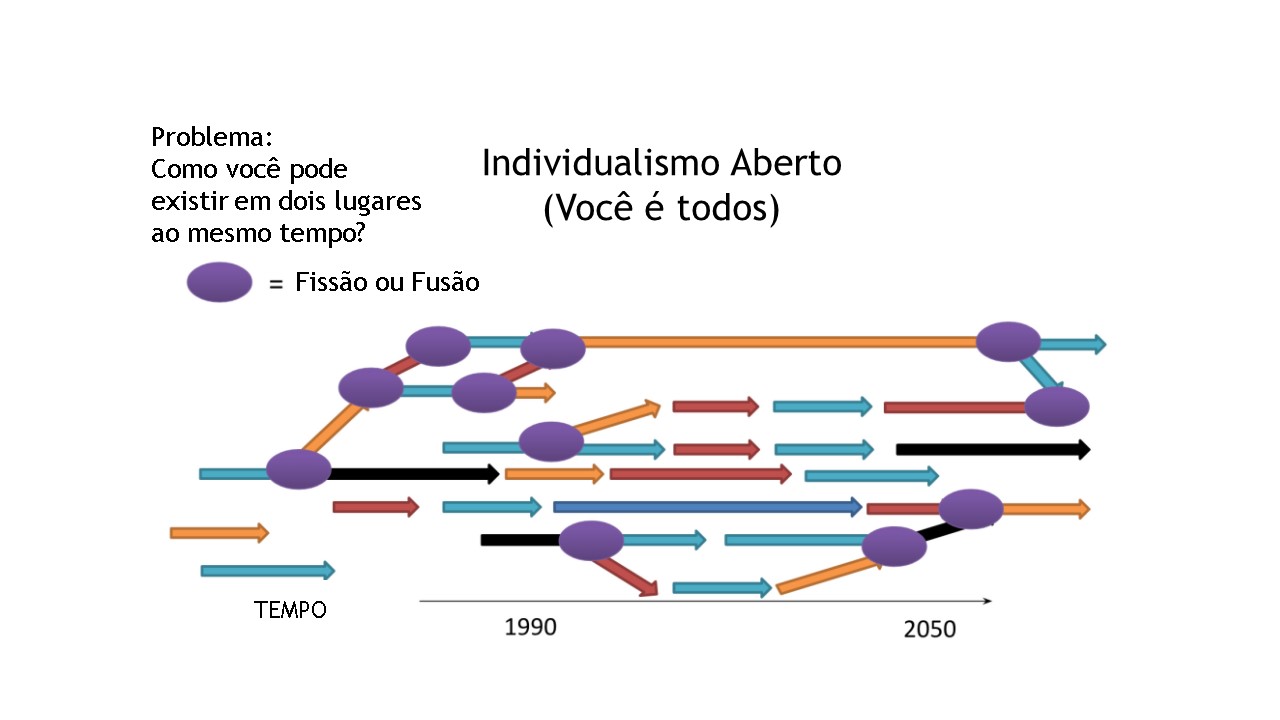 Problema:
Como você pode
existir em dois lugares
ao mesmo tempo?
Individualismo Aberto
(Você é todos)
= Fissão ou Fusão
TEMPO
1990
2050